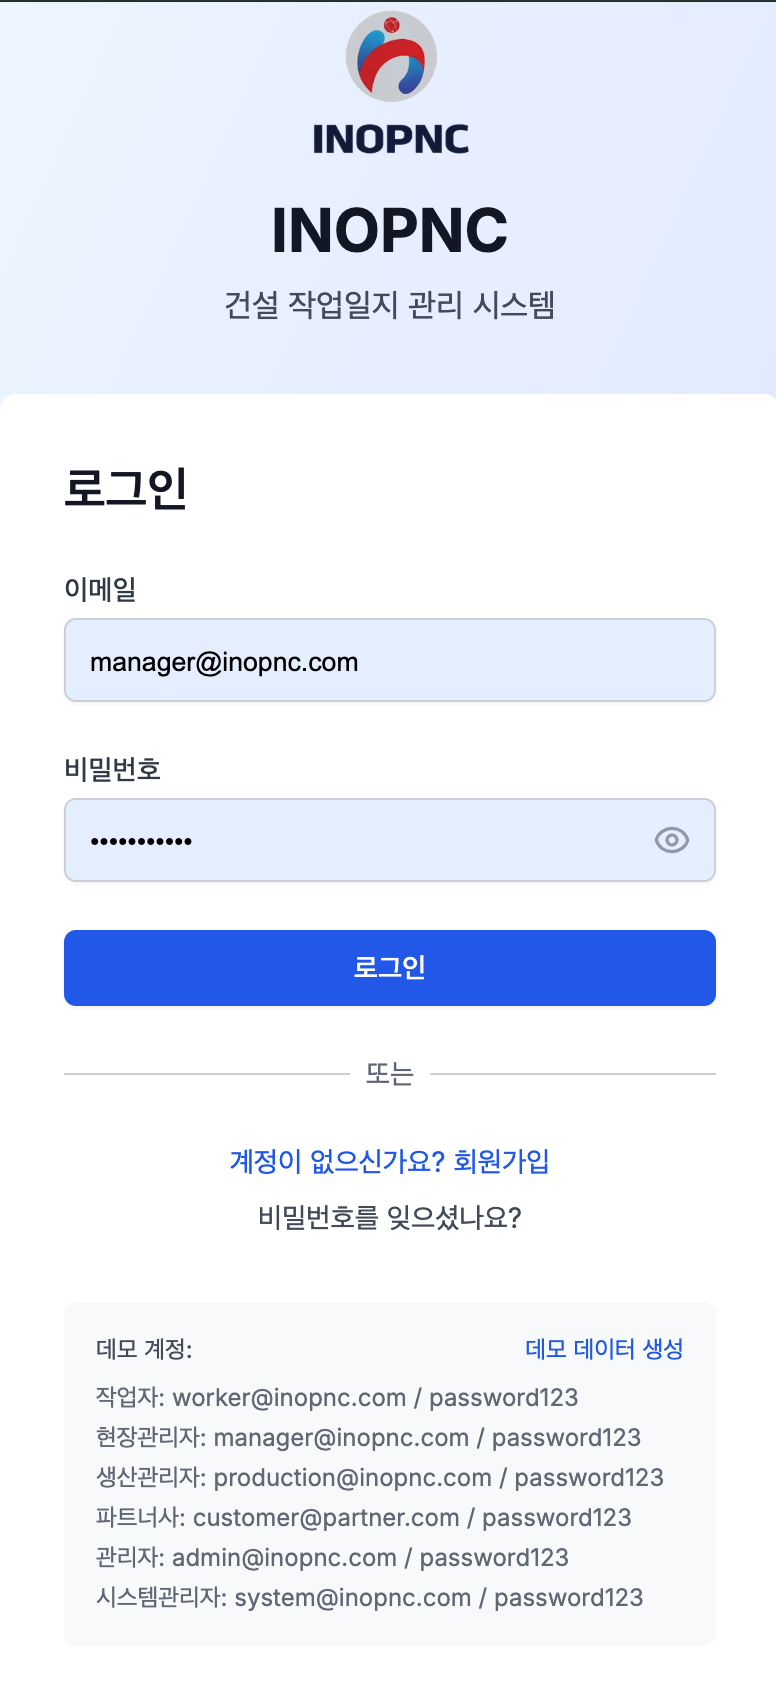 INOPNC
INOPNC
건설 작업일지 관리 시스템
로그인
이메일
manager@inopnc.com
비밀번호
•••••••••••
로그인
또는
계정이 없으신가요? 회원가입
비밀번호를 잊으셨나요?
데모 계정: 데모 데이터 생성
작업자: worker@inopnc.com / password123
현장관리자: manager@inopnc.com / password123
생산관리자: production@inopnc.com / password123
파트너사: customer@partner.com / password123
관리자: admin@inopnc.com / password123
시스템관리자: system@inopnc.com / password123